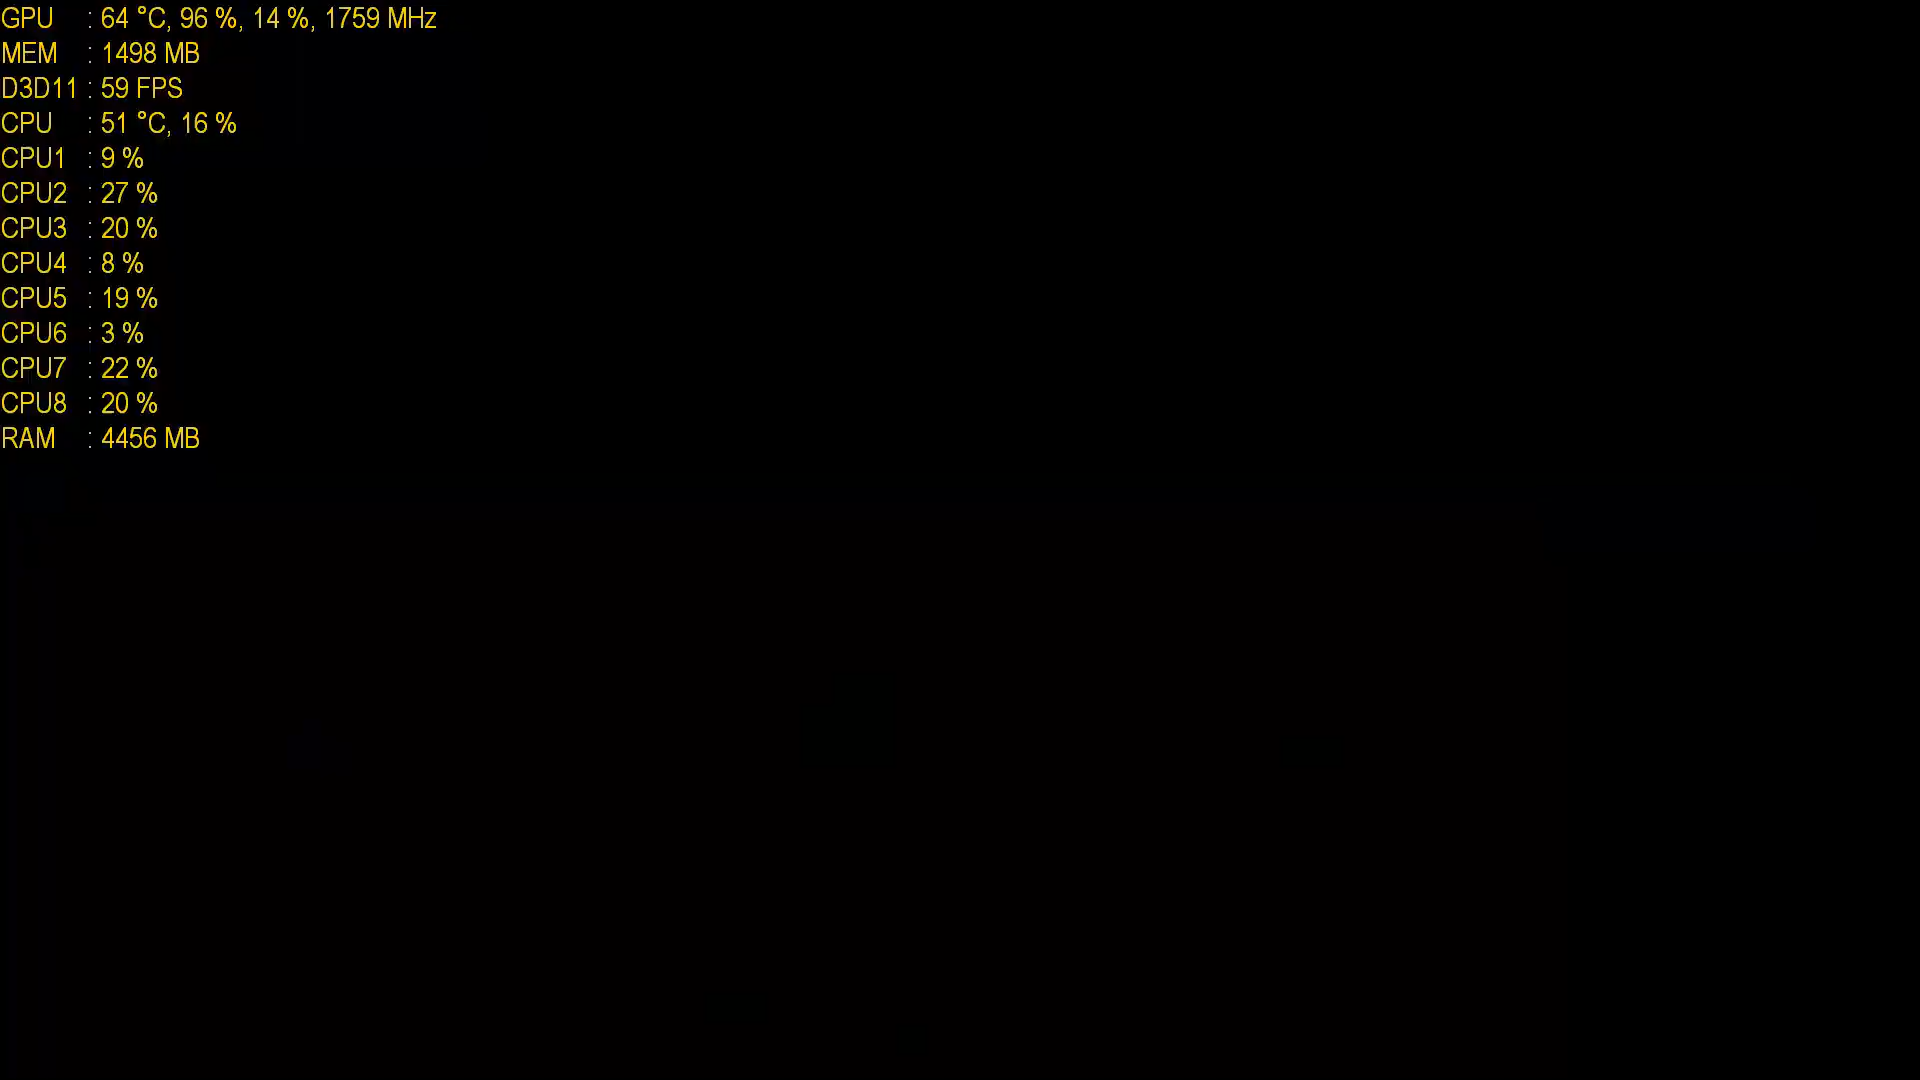 GPU : 64 °C, 96 %, 14 %, 1759 MHz
MEM : 1498 MB
D3D11 : 59 FPS
CPU : 51 °C, 16 %
CPU1 : 9 %
CPU2 : 27 %
CPU3 : 20 %
CPU4 : 8 %
CPU5 : 19 %
CPU6 : 3 %
CPU7 : 22 %
CPU8 : 20 %
RAM : 4456 MB